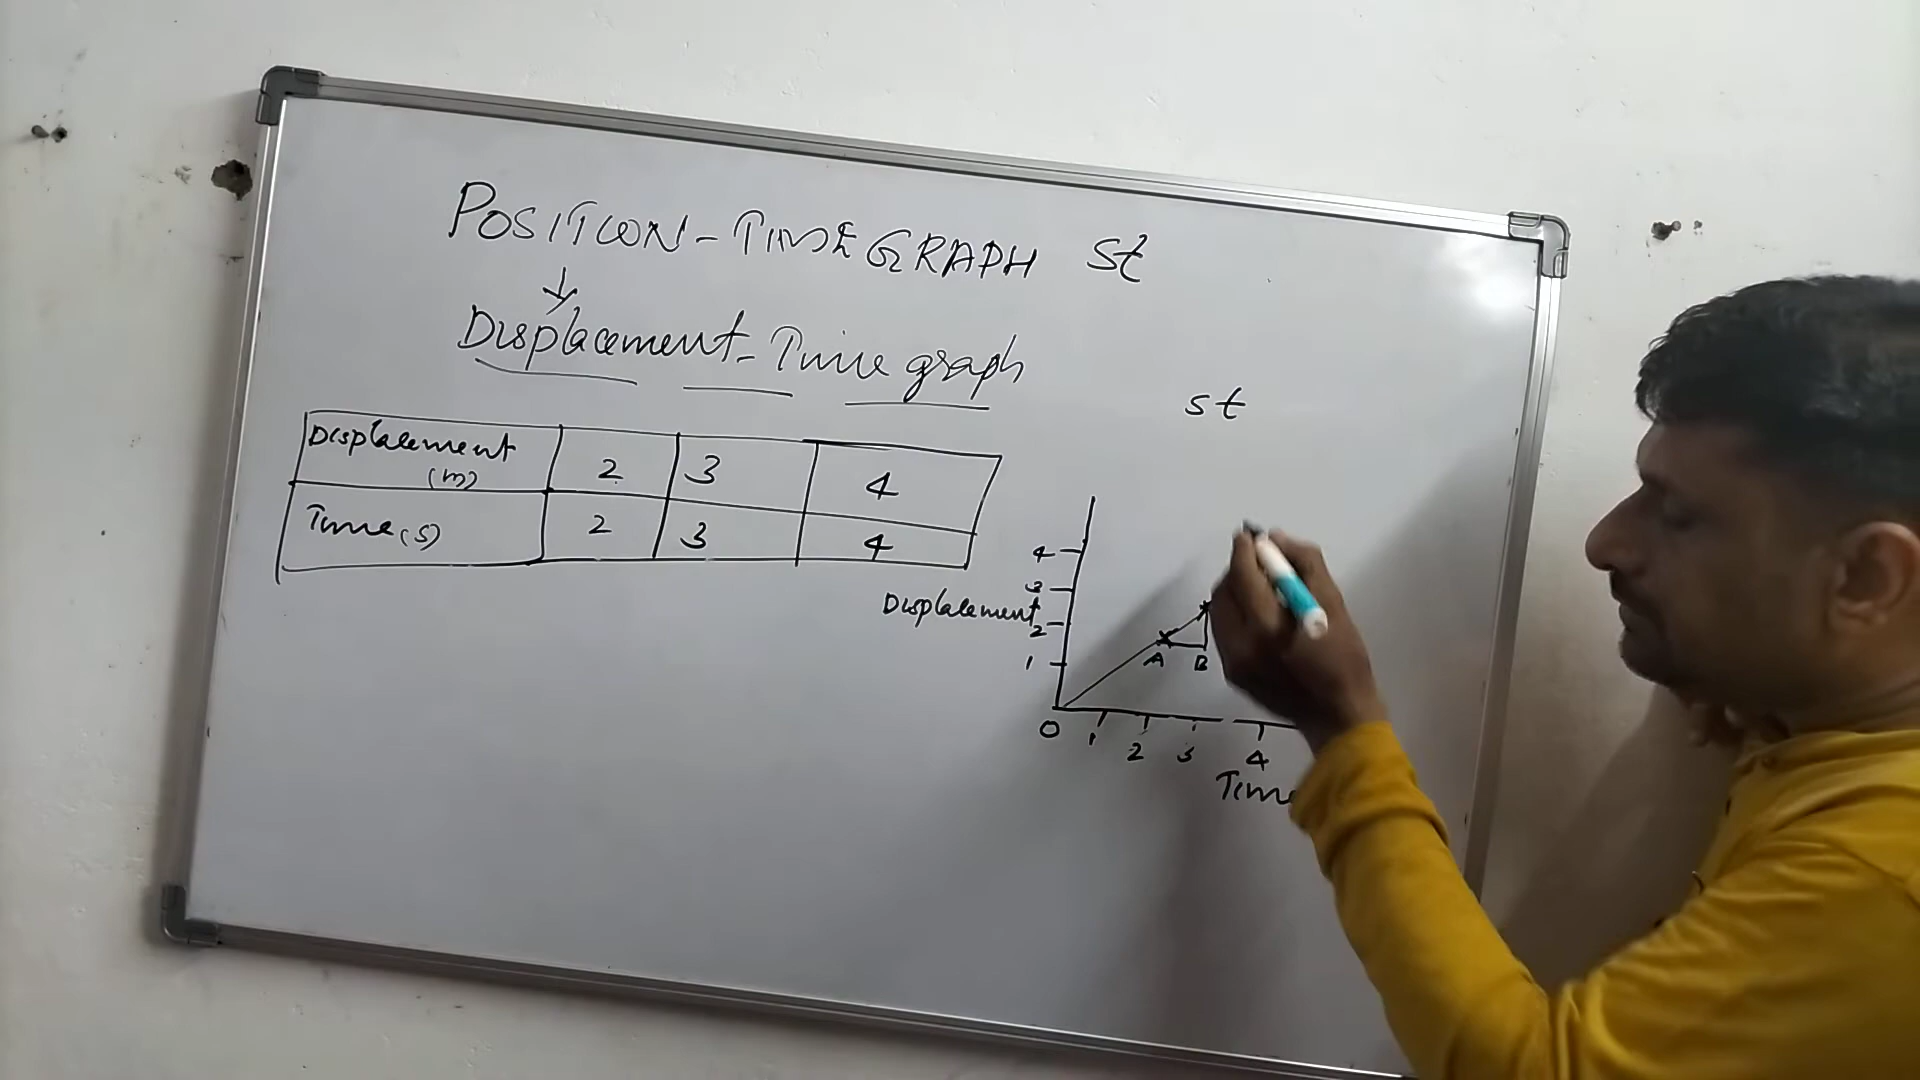 POSITION-TIME GRAPH st
Displacement-Time graph
st
Displacement (m) 2 3 4
Time (s) 2 3 4
4
3
Displacement
2
1
A B
0 1 2 3 4
Time